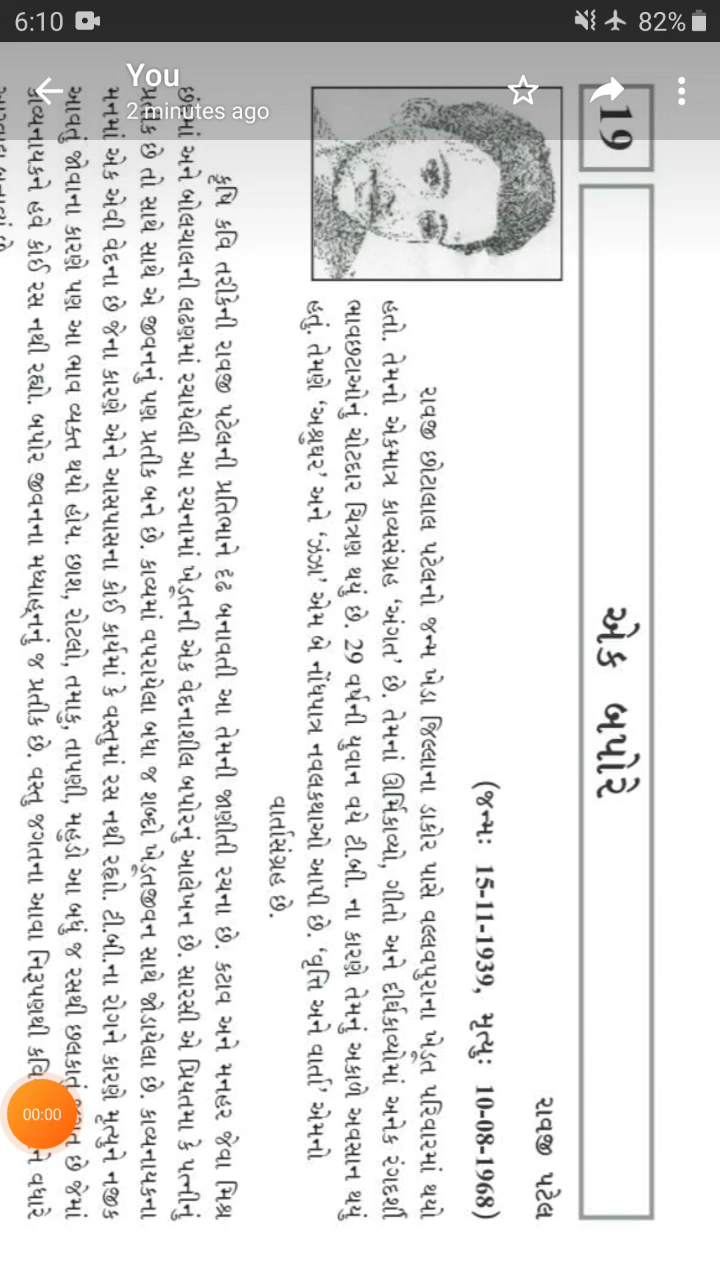 6:10
82%
You
2 minutes ago
19
એક બપોરે
રાવજી પટેલ
(જન્મ: 15-11-1939, મૃત્યુ: 10-08-1968)
રાવજી છોટાલાલ પટેલનો જન્મ ખેડા જિલ્લાના ડાકોર પાસે વલ્લવપુરાના ખેડૂત પરિવારમાં થયો
હતો. તેમનો એકમાત્ર કાવ્યસંગ્રહ ‘અંગત’ છે. તેમનાં ઊર્મિકાવ્યો, ગીતો અને દીર્ઘકાવ્યોમાં અનેક રંગદર્શી
ભાવછટાઓનું ચોટદાર ચિત્રણ થયું છે. 29 વર્ષની યુવાન વયે ટી.બી. ના કારણે તેમનું અકાળે અવસાન થયું
હતું. તેમણે ‘અશ્રુઘર’ અને ‘ઝંઝા’ એમ બે નોંધપાત્ર નવલકથાઓ આપી છે. ‘વૃત્તિ અને વાર્તા’ એમનો
વાર્તાસંગ્રહ છે.
કૃષિ કવિ તરીકેની રાવજી પટેલની પ્રતિભાને દૃઢ બનાવતી આ તેમની જાણીતી રચના છે. કટાવ અને મનહર જેવા મિશ્ર
છંદોમાં અને બોલચાલની લઢણમાં રચાયેલી આ રચનામાં ખેડૂતની એક વેદનાશીલ બપોરનું આલેખન છે. સારસી એ પ્રિયતમા કે પત્નીનું
પ્રતીક છે તો સાથે સાથે એ જીવનનું પણ પ્રતીક બને છે. કાવ્યમાં વપરાયેલા બધા જ શબ્દો ખેડૂતજીવન સાથે જોડાયેલા છે. કાવ્યનાયકના
મનમાં એક એવી વેદના છે જેના કારણે એને આસપાસના કોઈ કાર્યમાં કે વસ્તુમાં રસ નથી રહ્યો. ટી.બી.ના રોગને કારણે મૃત્યુને નજીક
આવતું જોવાના કારણે પણ આ ભાવ વ્યક્ત થયો હોય. છાશ, રોટલો, તમાકુ, તાપણી, મહુડો આ બધું જ રસથી છલકાતું જગત છે જેમાં
કાવ્યનાયકને હવે કોઈ રસ નથી રહ્યો. બપોર જીવનના મધ્યાહ્નનું જ પ્રતીક છે. વસ્તુ જગતના આવા નિરૂપણથી કવિ ને વધારે
00:00